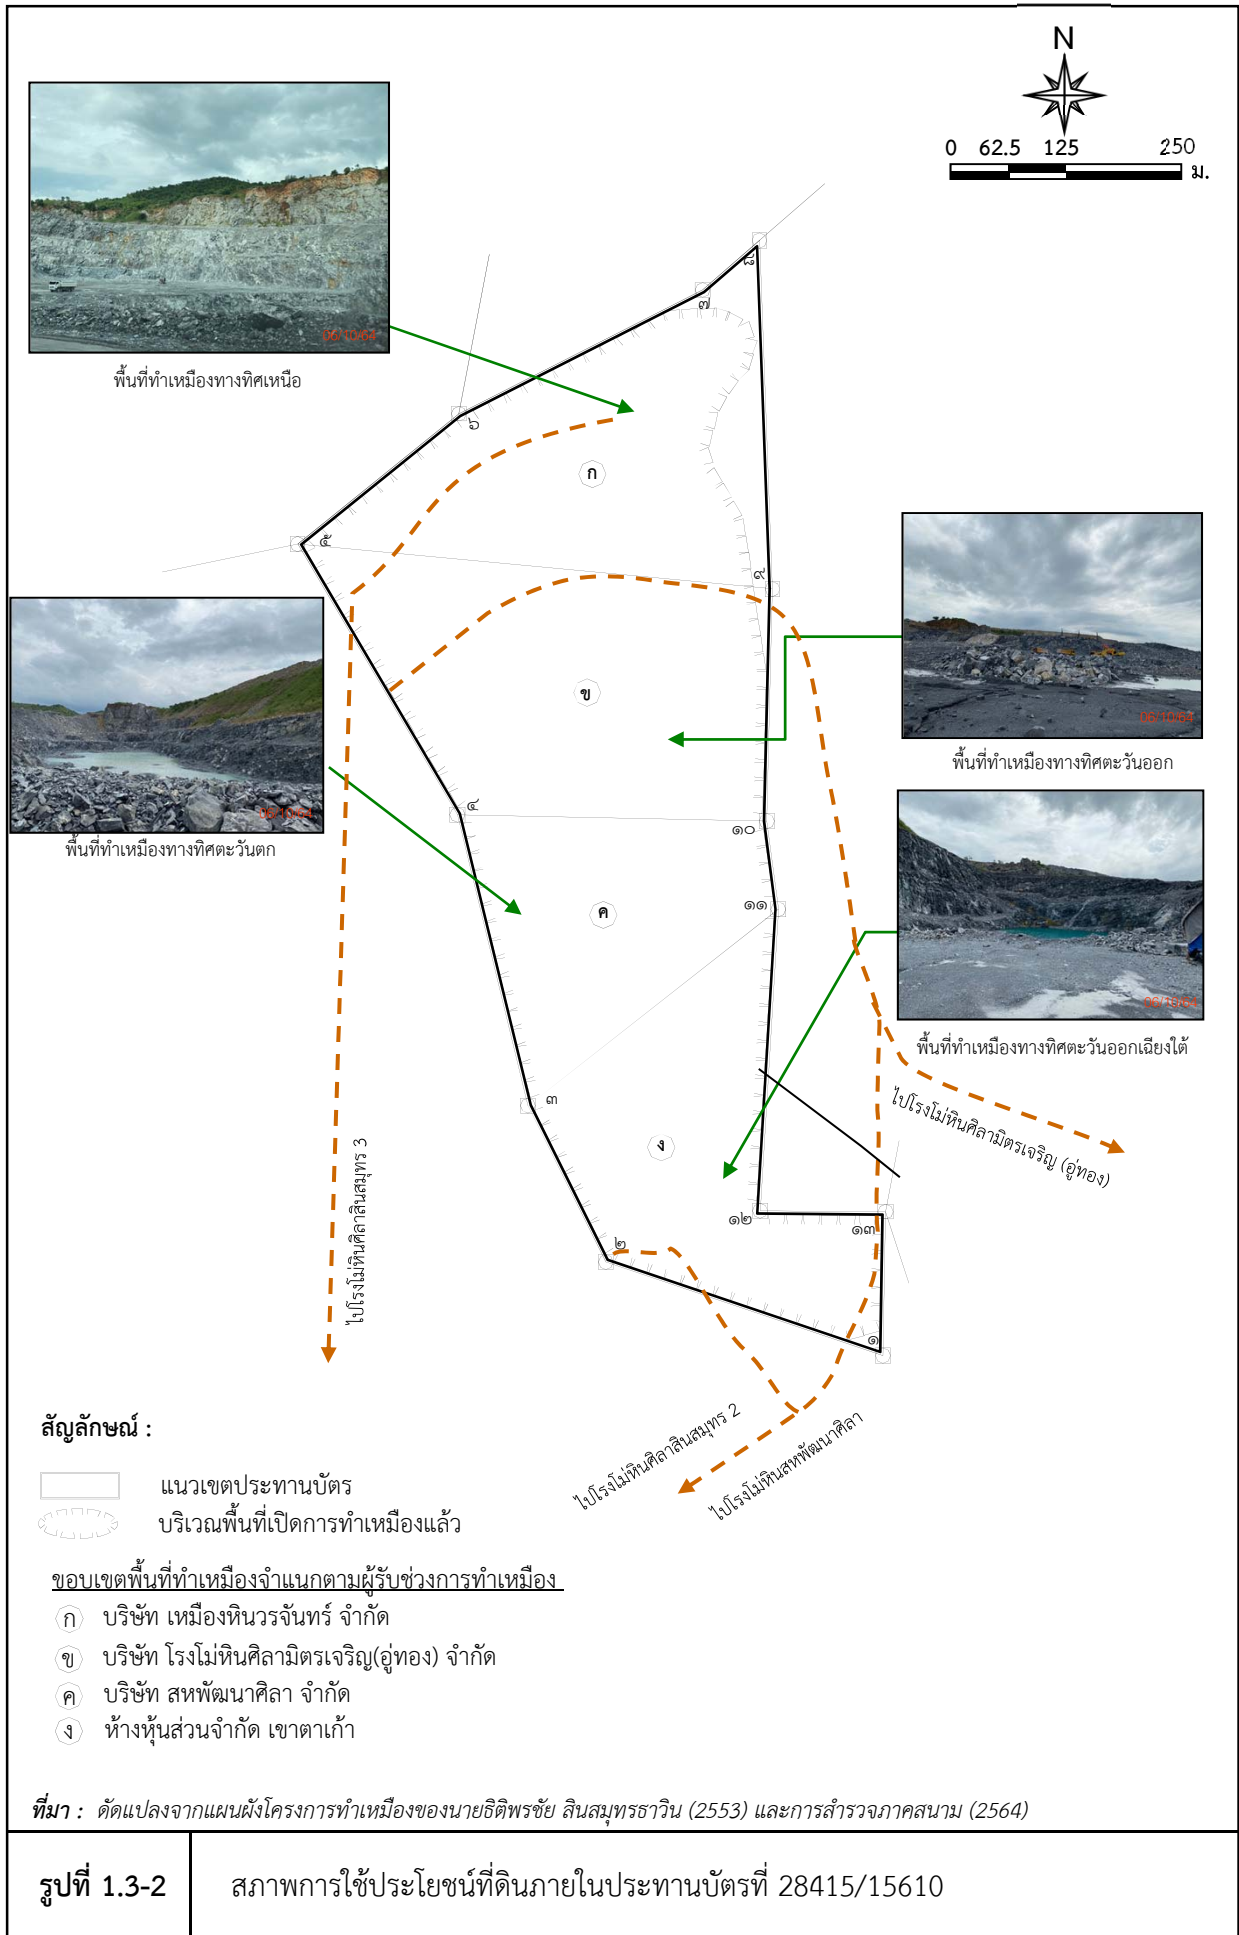 N
0 62.5 125 250
ม.
06/10/64
พื้นที่ทำเหมืองทางทิศเหนือ
๘
๗
๖
ก
๕
๙
06/10/64
พื้นที่ทำเหมืองทางทิศตะวันออก
ข
06/10/64
พื้นที่ทำเหมืองทางทิศตะวันตก
๔
๑๐
๑๑
ค
06/10/64
พื้นที่ทำเหมืองทางทิศตะวันออกเฉียงใต้
๓
ง
ไปโรงโม่หินศิลามิตรเจริญ (อู่ทอง)
ไปโรงโม่หินศิลาสินสมุทร 3
๑๒
๑๓
๒
๑
ไปโรงโม่หินศิลาสินสมุทร 2
ไปโรงโม่หินสหพัฒนาศิลา
สัญลักษณ์ :
แนวเขตประทานบัตร
บริเวณพื้นที่เปิดการทำเหมืองแล้ว
ขอบเขตพื้นที่ทำเหมืองจำแนกตามผู้รับช่วงการทำเหมือง
ก บริษัท เหมืองหินวรจันทร์ จำกัด
ข บริษัท โรงโม่หินศิลามิตรเจริญ(อู่ทอง) จำกัด
ค บริษัท สหพัฒนาศิลา จำกัด
ง ห้างหุ้นส่วนจำกัด เขาตาเก้า
ที่มา : ดัดแปลงจากแผนผังโครงการทำเหมืองของนายธิติพรชัย สินสมุทรธาวิน (2553) และการสำรวจภาคสนาม (2564)
รูปที่ 1.3-2
สภาพการใช้ประโยชน์ที่ดินภายในประทานบัตรที่ 28415/15610